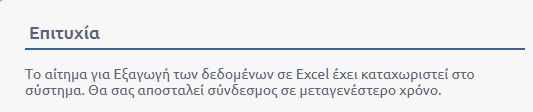 Επιτυχία
Το αίτημα για Εξαγωγή των δεδομένων σε Excel έχει καταχωριστεί στο
σύστημα. Θα σας αποσταλεί σύνδεσμος σε μεταγενέστερο χρόνο.